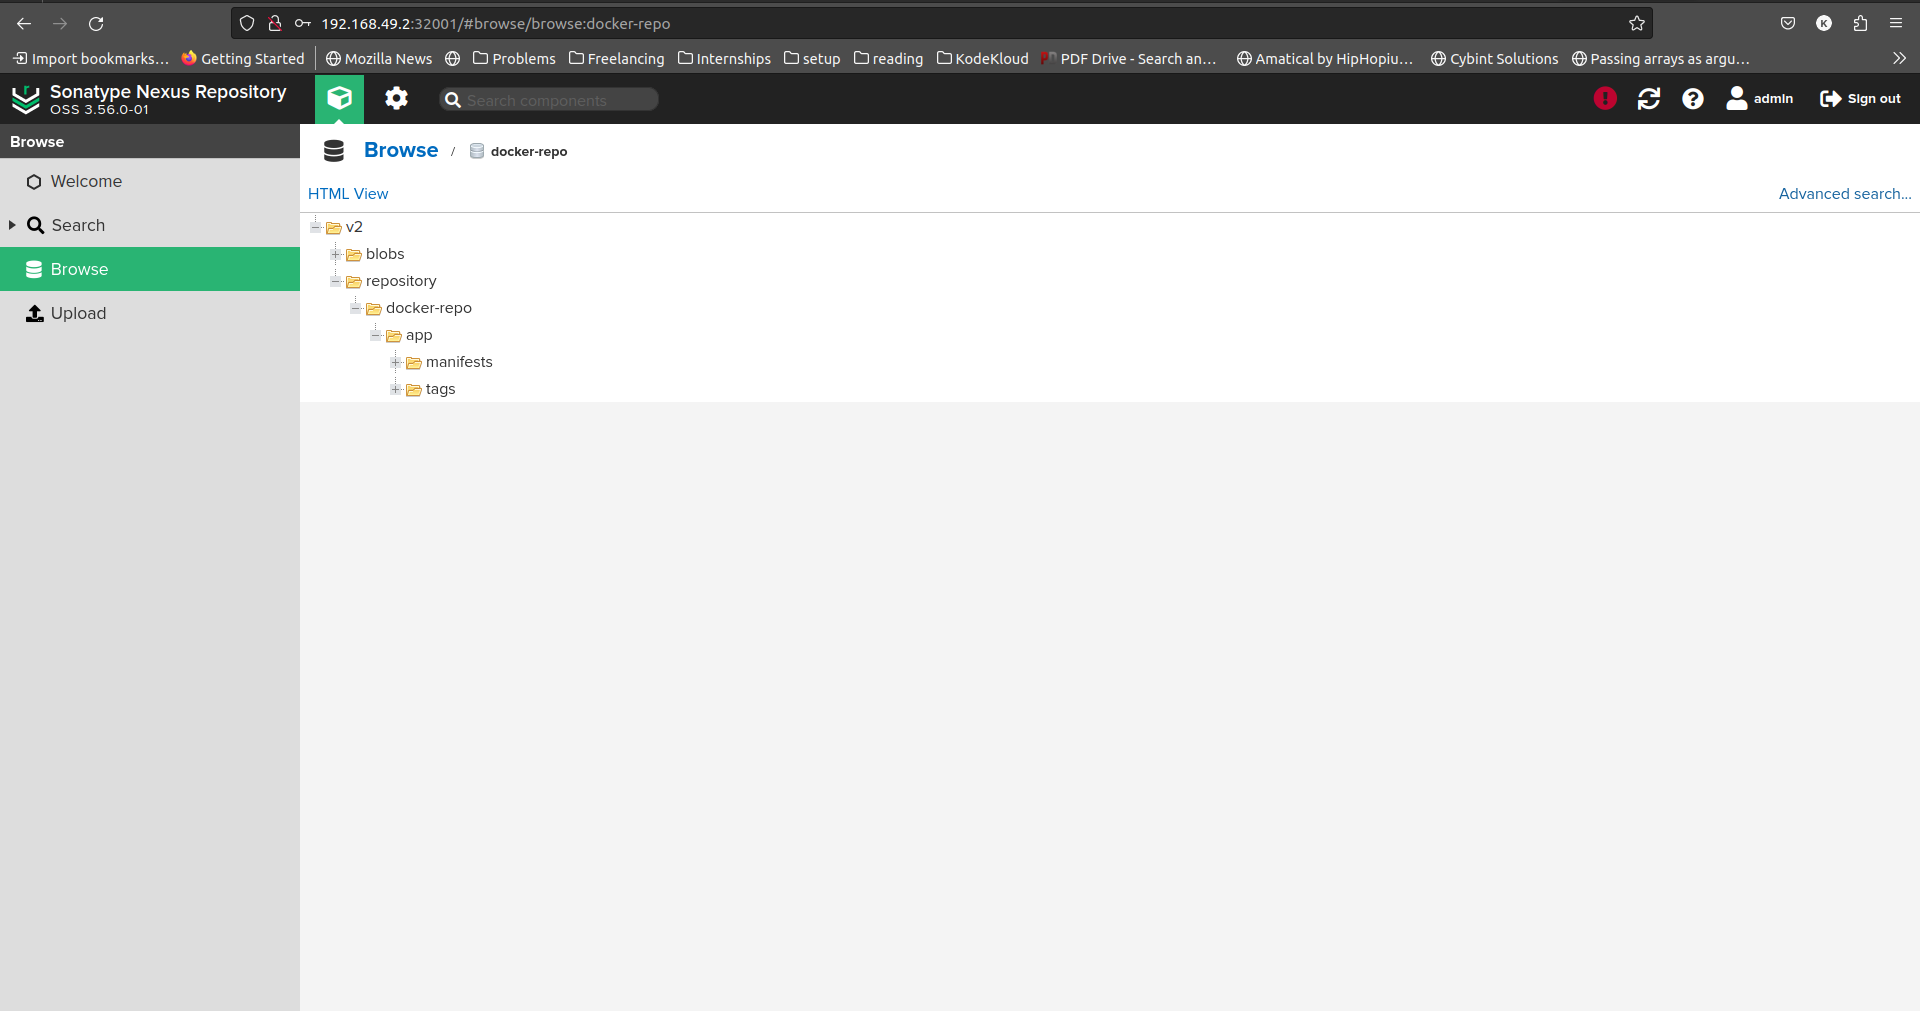 192.168.49.2:32001/#browse/browse:docker-repo
Import bookmarks… Getting Started Mozilla News Problems Freelancing Internships setup reading KodeKloud PDF Drive - Search an… Amatical by HipHopiu… Cybint Solutions Passing arrays as argu…
Sonatype Nexus Repository
OSS 3.56.0-01
Search components
admin Sign out
Browse
Welcome
Search
Browse
Upload
Browse / docker-repo
HTML View Advanced search...
v2
blobs
repository
docker-repo
app
manifests
tags